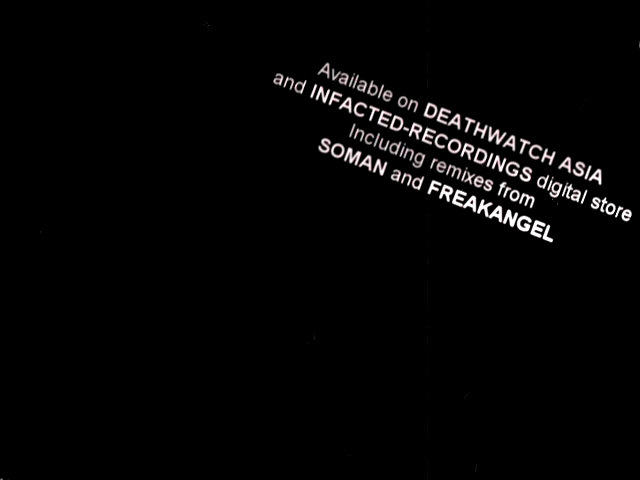 Available on DEATHWATCH ASIA
and INFACTED-RECORDINGS digital store
Including remixes from
SOMAN and FREAKANGEL